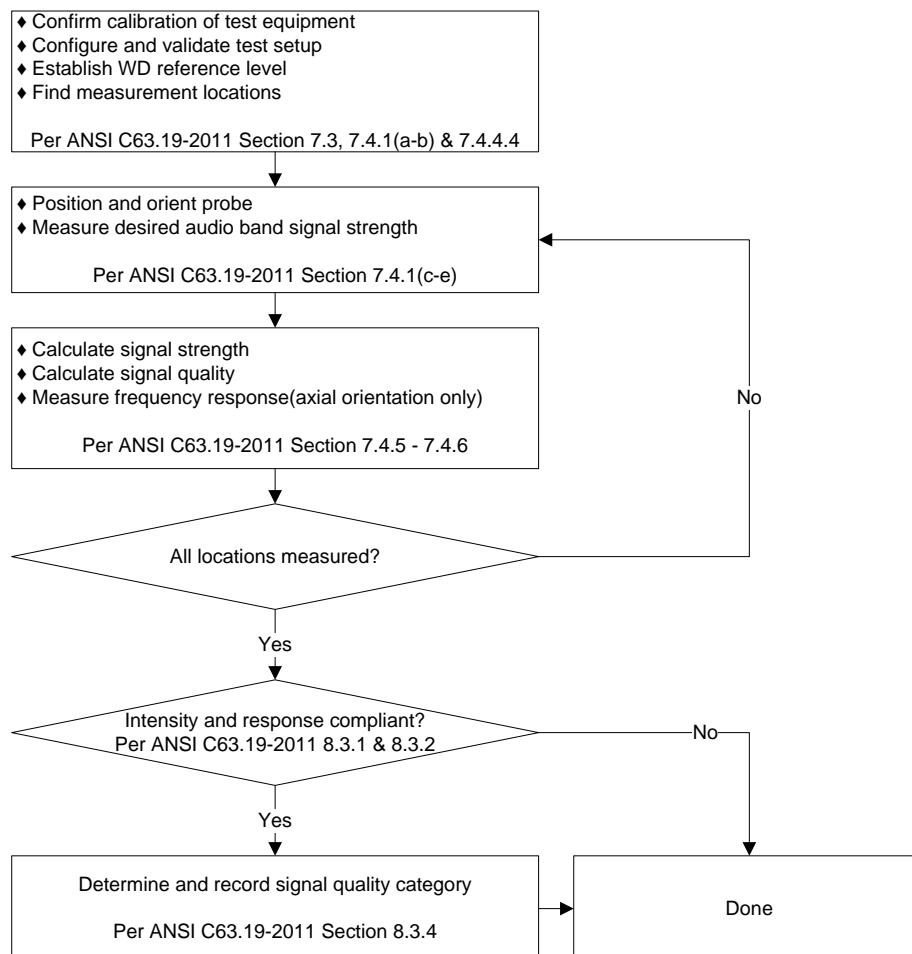 ♦ Confirm calibration of test equipment
♦ Configure and validate test setup
♦ Establish WD reference level
♦ Find measurement locations
Per ANSI C63.19-2011 Section 7.3, 7.4.1(a-b) & 7.4.4.4
♦ Position and orient probe
♦ Measure desired audio band signal strength
Per ANSI C63.19-2011 Section 7.4.1(c-e)
♦ Calculate signal strength
♦ Calculate signal quality
♦ Measure frequency response(axial orientation only)
Per ANSI C63.19-2011 Section 7.4.5 - 7.4.6
No
All locations measured?
Yes
Intensity and response compliant?
Per ANSI C63.19-2011 8.3.1 & 8.3.2
No
Yes
Determine and record signal quality category
Per ANSI C63.19-2011 Section 8.3.4
Done